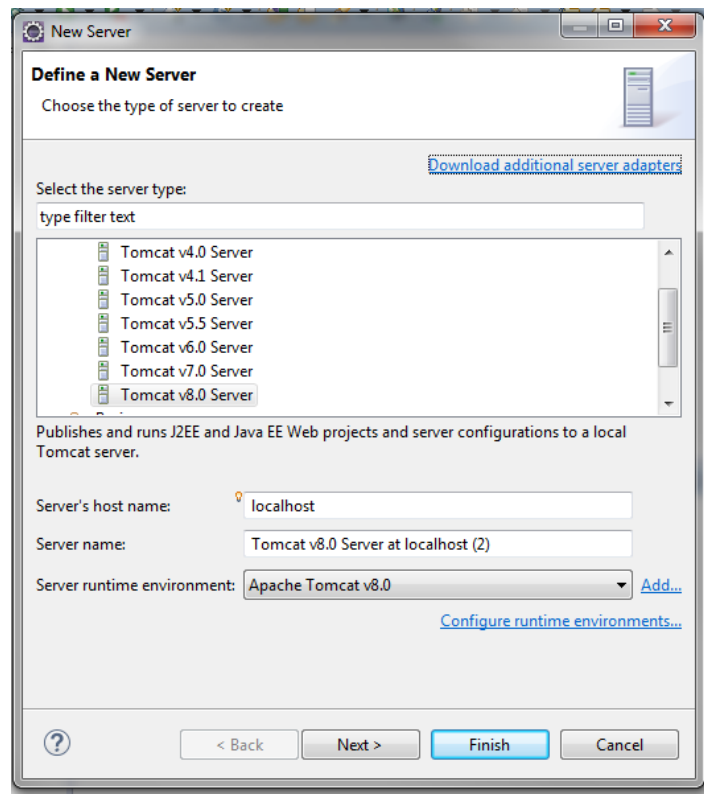 New Server
Define a New Server
Choose the type of server to create
Download additional server adapters
Select the server type:
type filter text
Tomcat v4.0 Server
Tomcat v4.1 Server
Tomcat v5.0 Server
Tomcat v5.5 Server
Tomcat v6.0 Server
Tomcat v7.0 Server
Tomcat v8.0 Server
Publishes and runs J2EE and Java EE Web projects and server configurations to a local
Tomcat server.
Server's host name: localhost
Server name: Tomcat v8.0 Server at localhost (2)
Server runtime environment: Apache Tomcat v8.0 Add...
Configure runtime environments...
? < Back Next > Finish Cancel